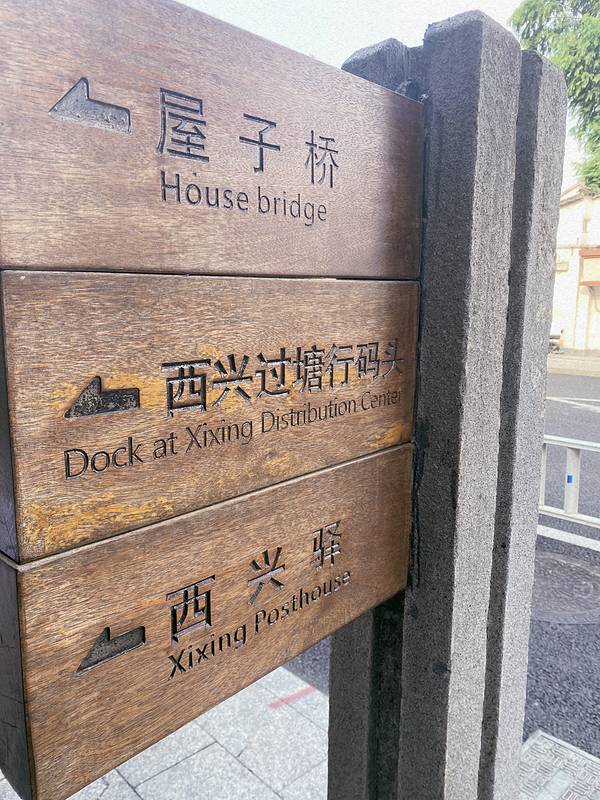 屋子桥
House bridge
西兴过塘行码头
Dock at Xixing Distribution Center
西兴驿
Xixing Posthouse